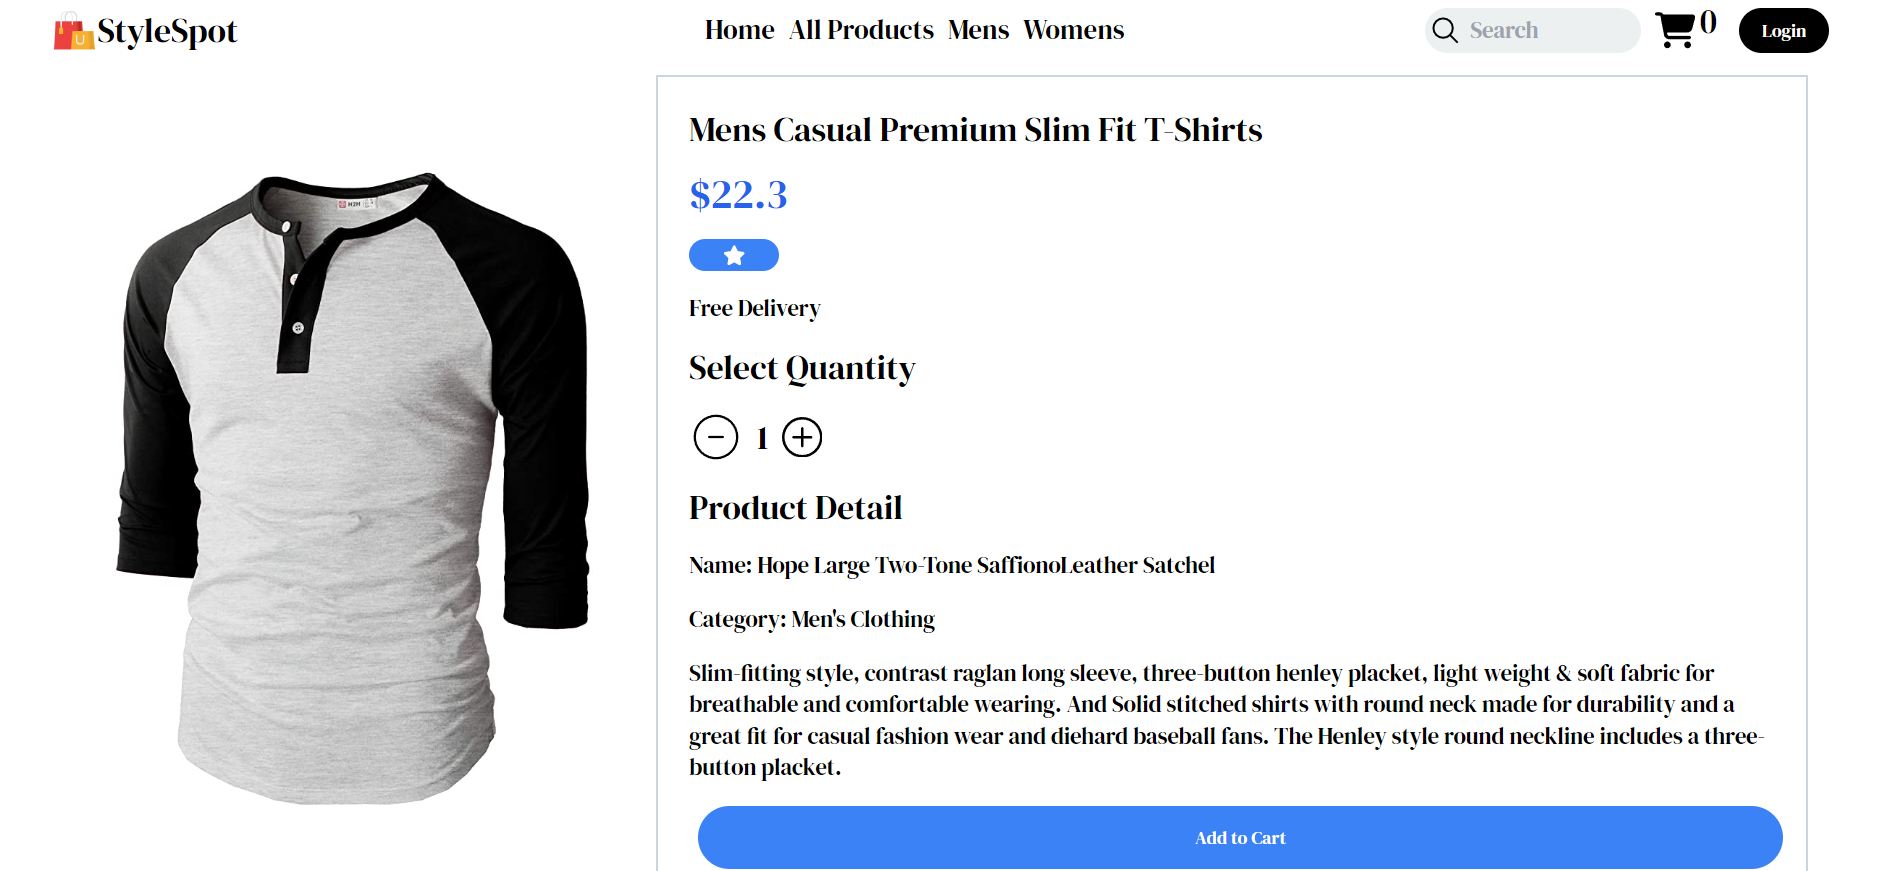 StyleSpot
Home All Products Mens Womens
Search
0
Login
Mens Casual Premium Slim Fit T-Shirts
$22.3
Free Delivery
Select Quantity
1
Product Detail
Name: Hope Large Two-Tone SaffionoLeather Satchel
Category: Men's Clothing
Slim-fitting style, contrast raglan long sleeve, three-button henley placket, light weight & soft fabric for
breathable and comfortable wearing. And Solid stitched shirts with round neck made for durability and a
great fit for casual fashion wear and diehard baseball fans. The Henley style round neckline includes a three-
button placket.
Add to Cart
H2H